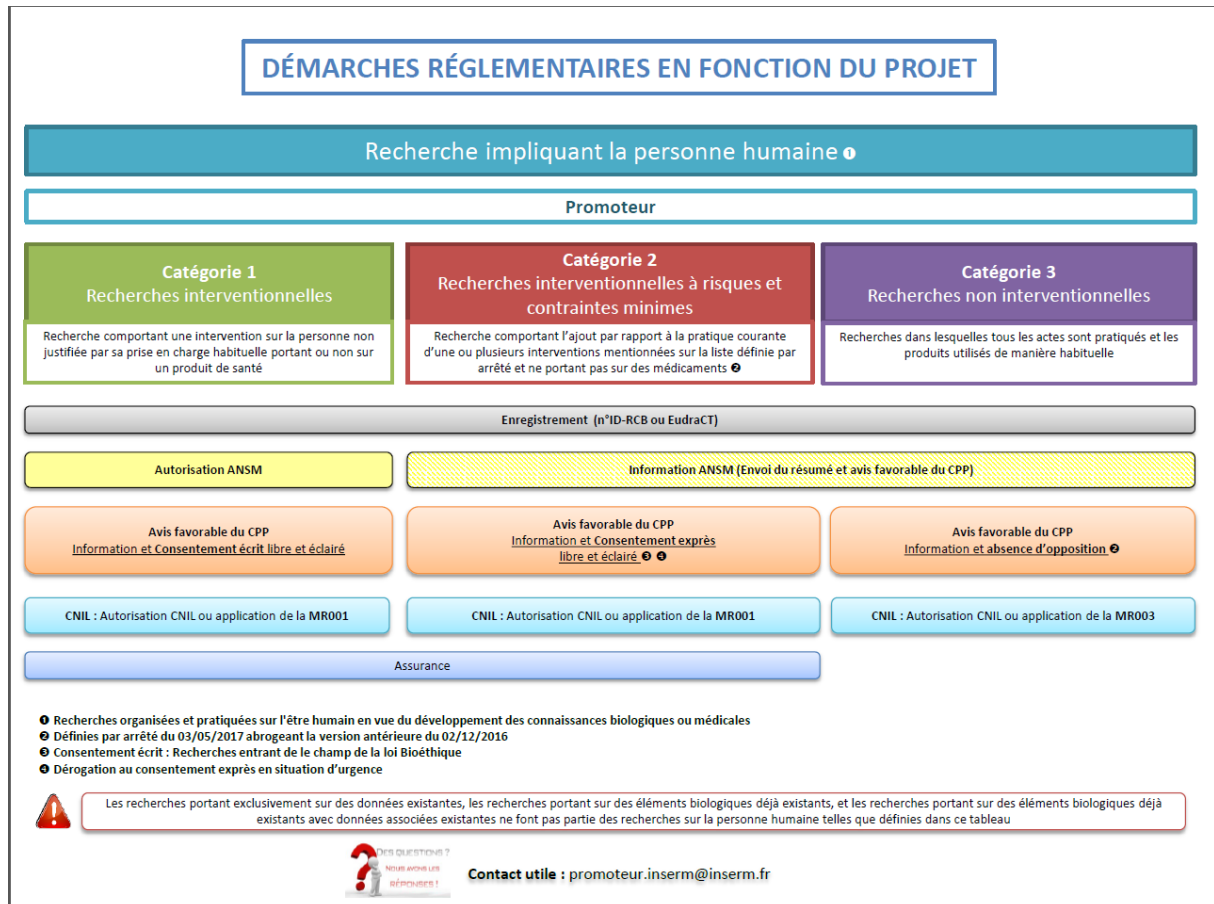 DÉMARCHES RÉGLEMENTAIRES EN FONCTION DU PROJET
Recherche impliquant la personne humaine ❶
Promoteur
Catégorie 1
Recherches interventionnelles
Recherche comportant une intervention sur la personne non
justifiée par sa prise en charge habituelle portant ou non sur
un produit de santé
Catégorie 2
Recherches interventionnelles à risques et
contraintes minimes
Recherche comportant l'ajout par rapport à la pratique courante
d'une ou plusieurs interventions mentionnées sur la liste définie par
arrêté et ne portant pas sur des médicaments ❷
Catégorie 3
Recherches non interventionnelles
Recherches dans lesquelles tous les actes sont pratiqués et les
produits utilisés de manière habituelle
Enregistrement (n°ID-RCB ou EudraCT)
Autorisation ANSM
Information ANSM (Envoi du résumé et avis favorable du CPP)
Avis favorable du CPP
Information et Consentement écrit libre et éclairé
Avis favorable du CPP
Information et Consentement exprès
libre et éclairé ❸ ❹
Avis favorable du CPP
Information et absence d'opposition ❷
CNIL : Autorisation CNIL ou application de la MR001
CNIL : Autorisation CNIL ou application de la MR001
CNIL : Autorisation CNIL ou application de la MR003
Assurance
❶ Recherches organisées et pratiquées sur l'être humain en vue du développement des connaissances biologiques ou médicales
❷ Définies par arrêté du 03/05/2017 abrogeant la version antérieure du 02/12/2016
❸ Consentement écrit : Recherches entrant de le champ de la loi Bioéthique
❹ Dérogation au consentement exprès en situation d'urgence
Les recherches portant exclusivement sur des données existantes, les recherches portant sur des éléments biologiques déjà existants, et les recherches portant sur des éléments biologiques déjà
existants avec données associées existantes ne font pas partie des recherches sur la personne humaine telles que définies dans ce tableau
DES QUESTIONS ?
NOUS AVONS LES
RÉPONSES !
Contact utile : promoteur.inserm@inserm.fr